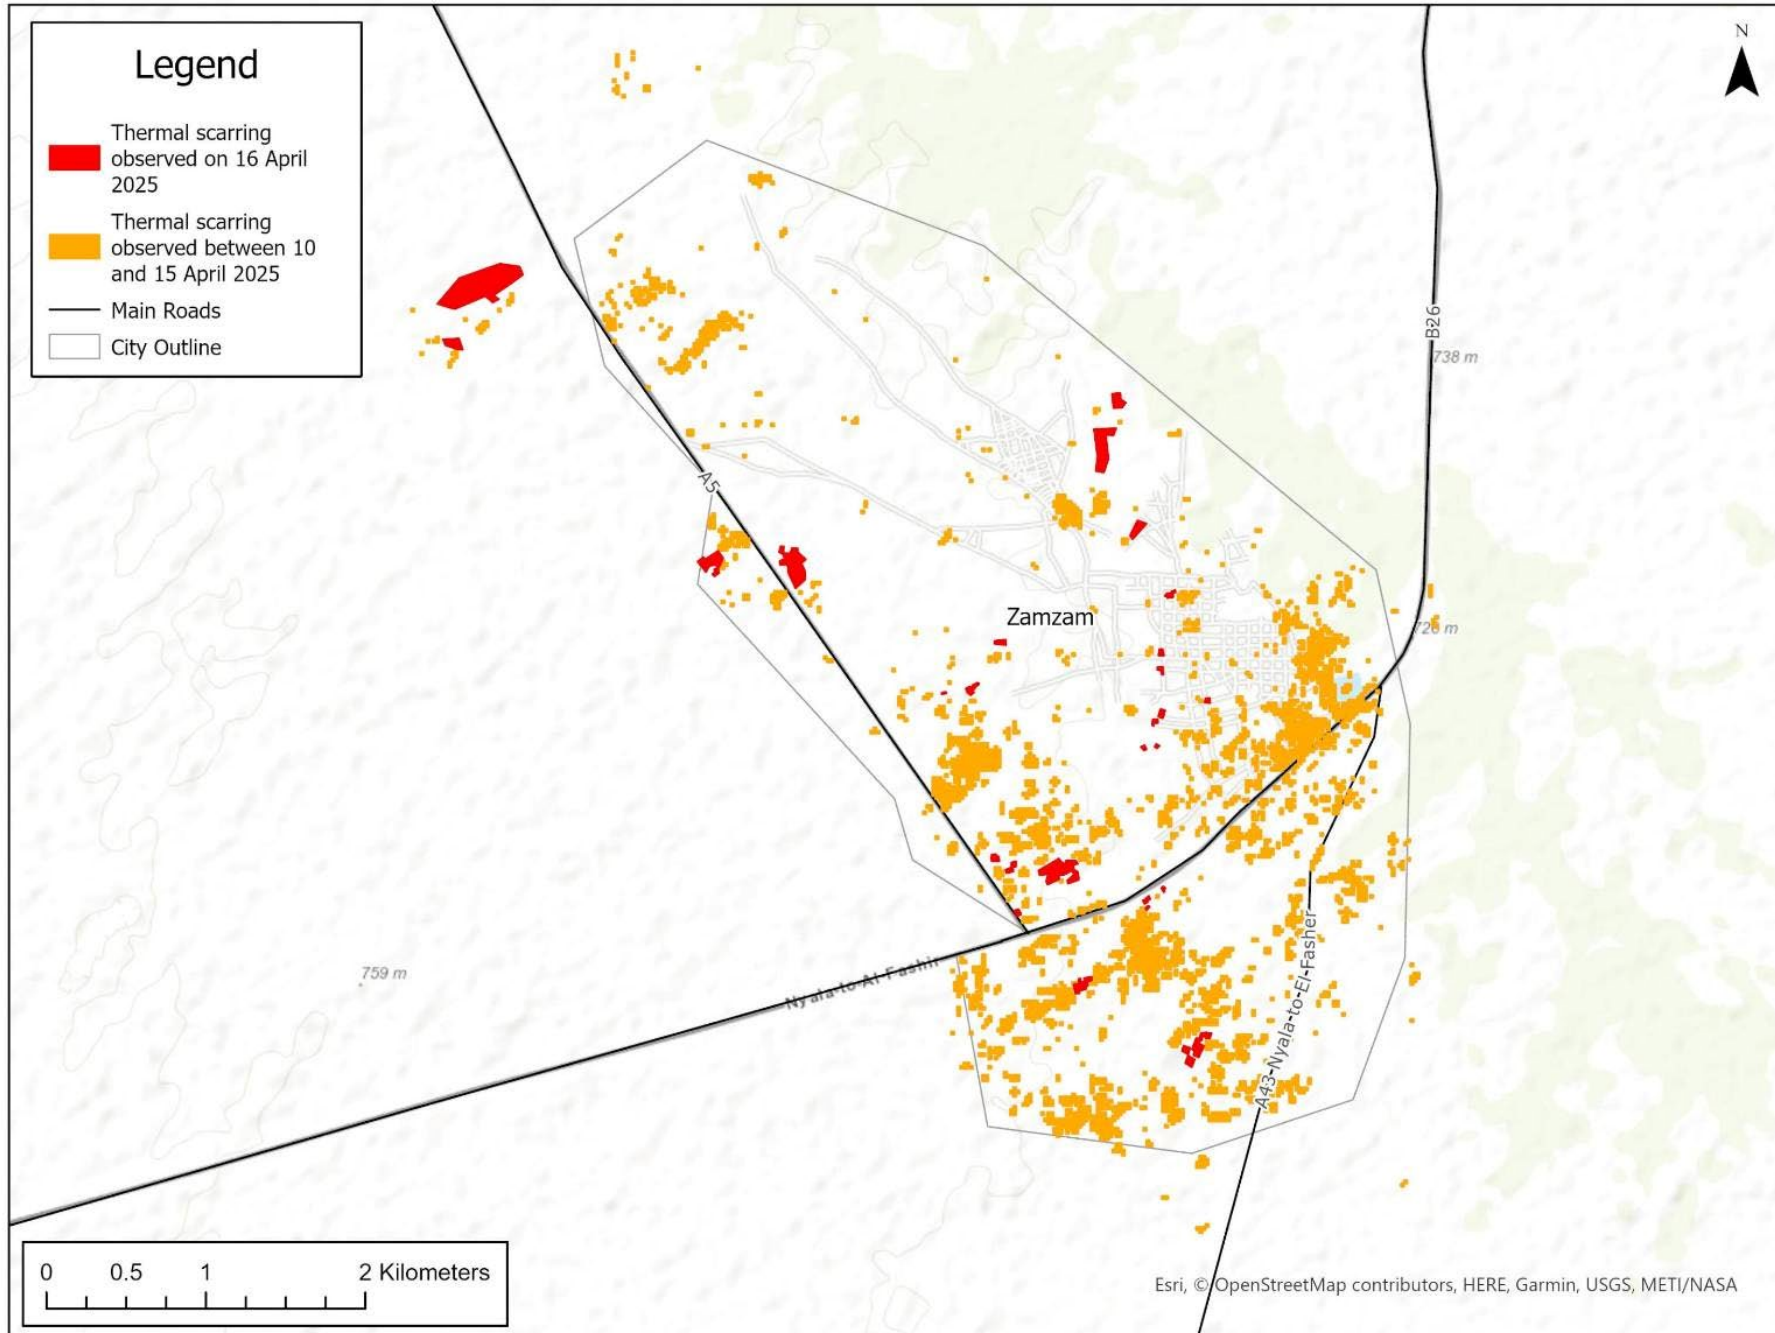 Legend
Thermal scarring
observed on 16 April
2025
Thermal scarring
observed between 10
and 15 April 2025
Main Roads
City Outline
N
B26
738 m
A5
Zamzam
726 m
759 m
Nyala-to-Al-Fashir
A43-Nyala-to-El-Fasher
0 0.5 1 2 Kilometers
Esri, © OpenStreetMap contributors, HERE, Garmin, USGS, METI/NASA